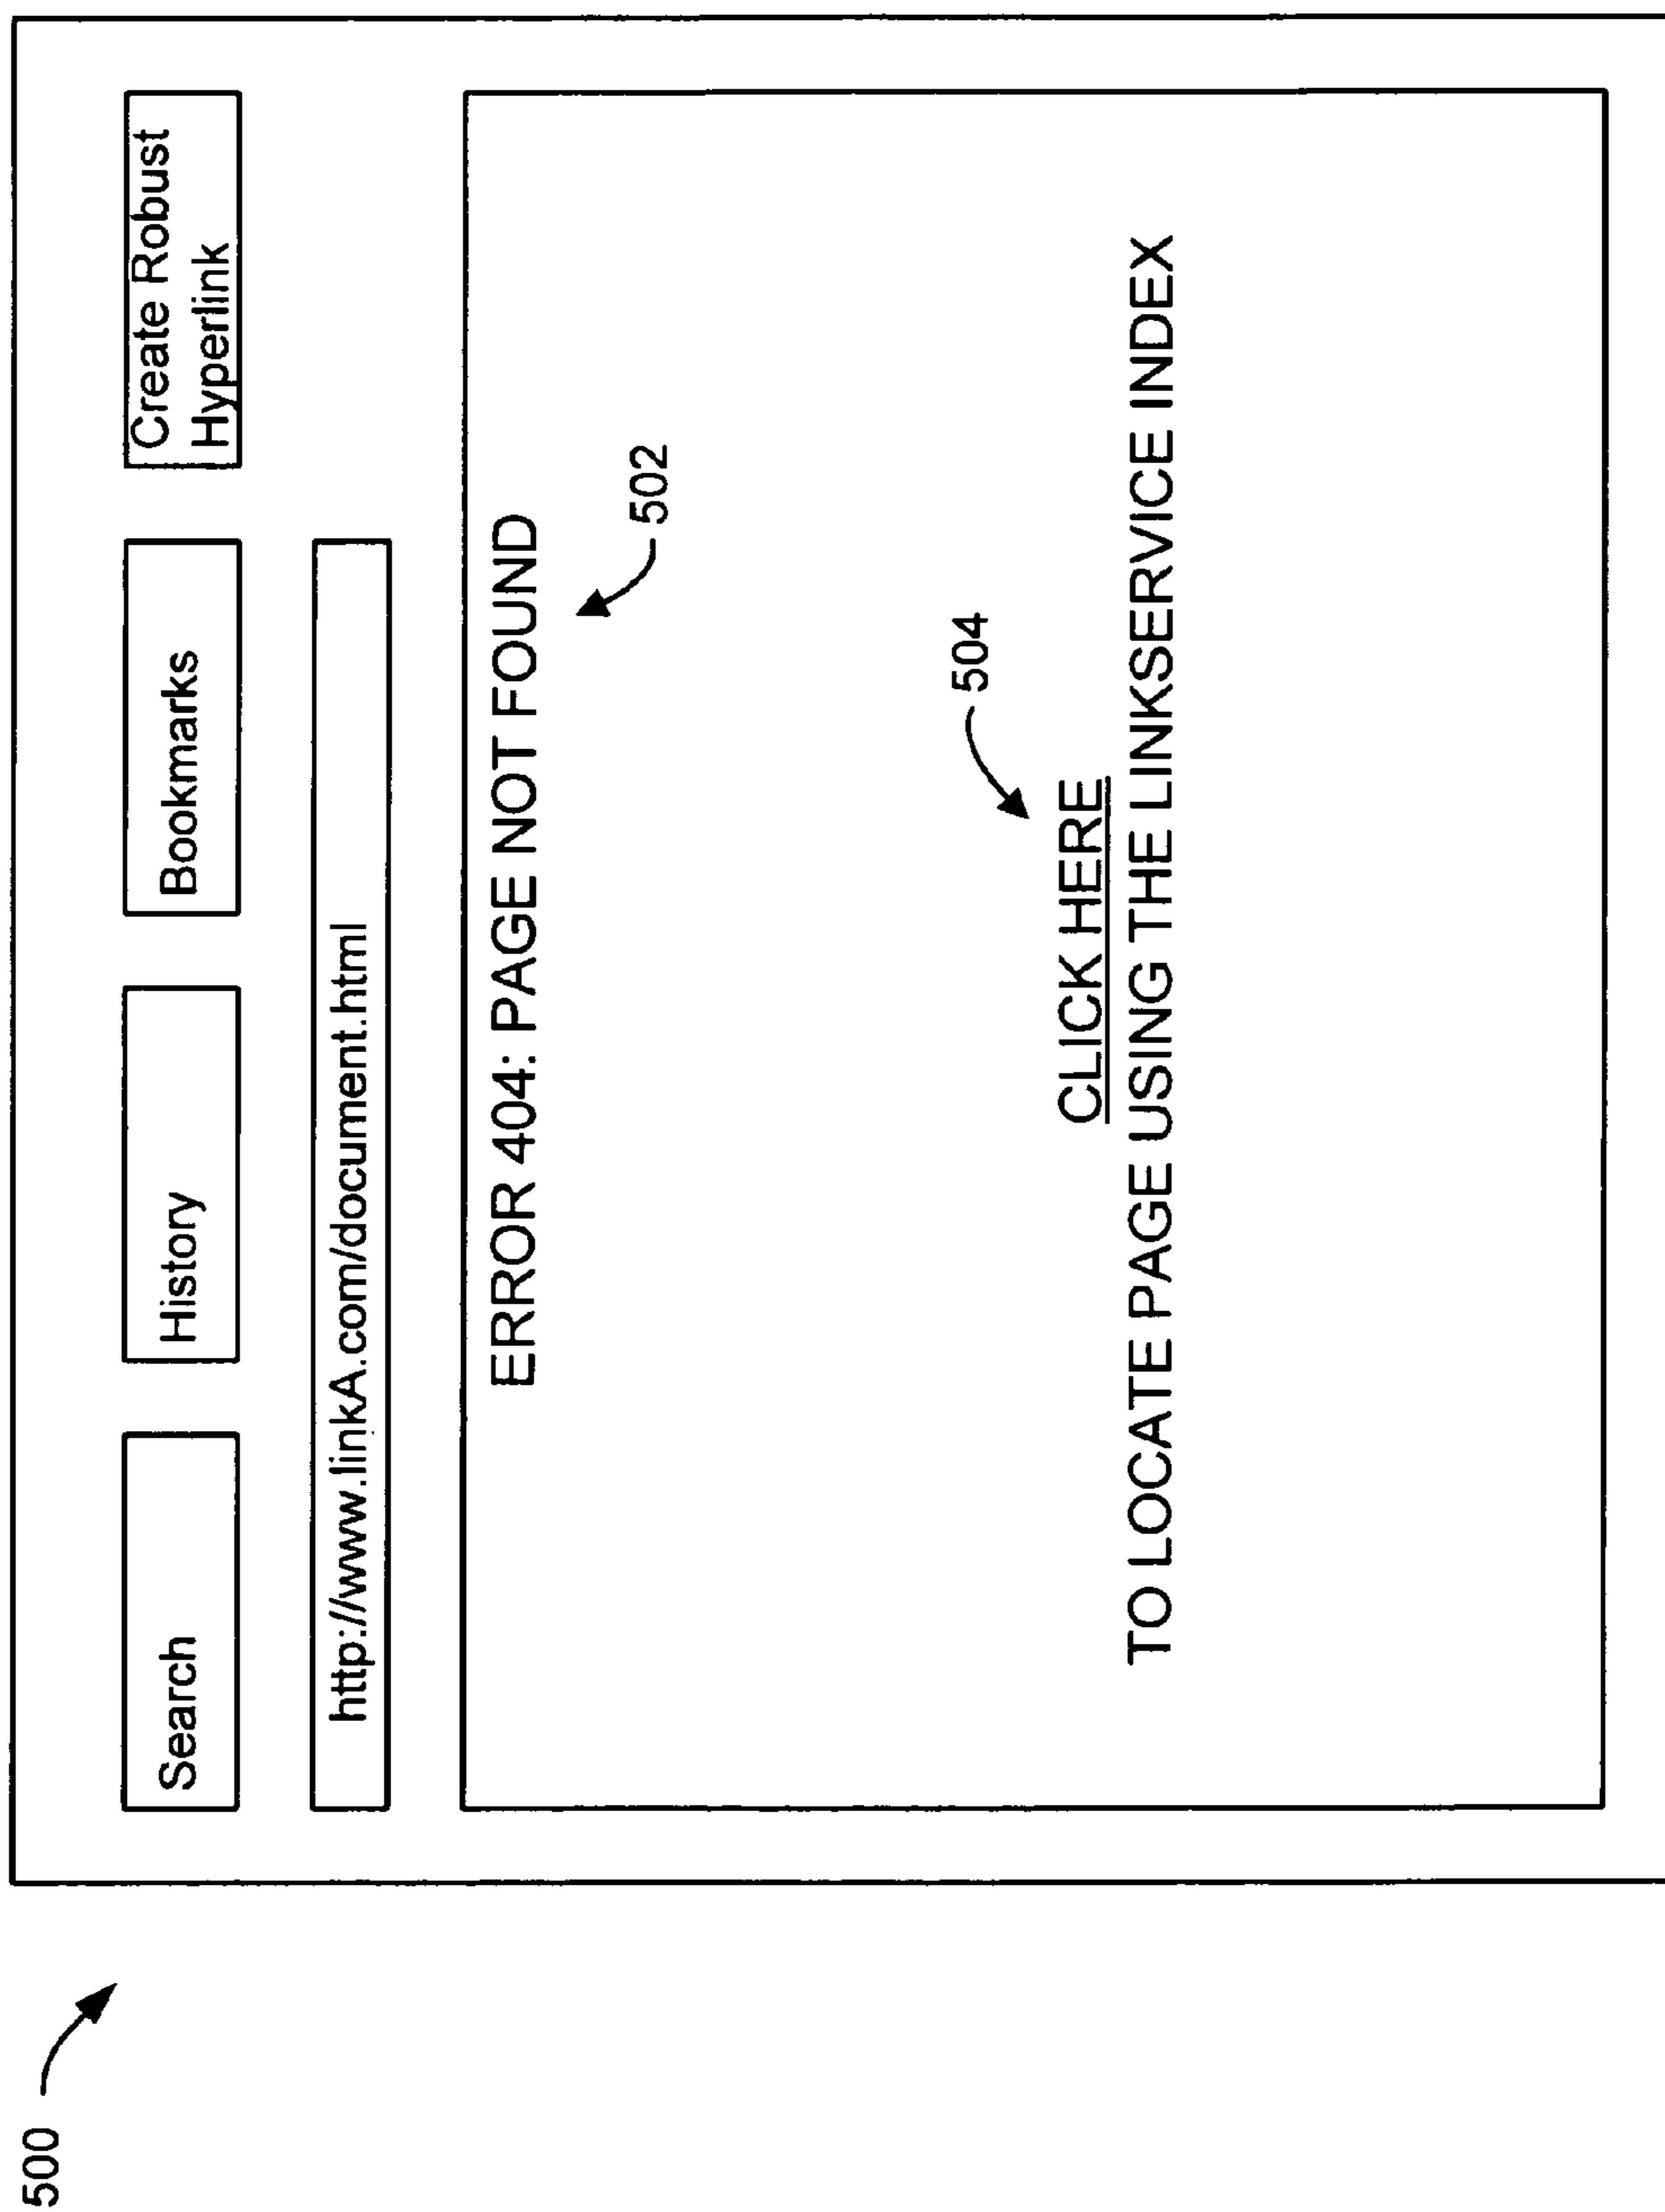 500
Search
History
Bookmarks
Create Robust
Hyperlink
http://www.linkA.com/document.html
ERROR 404: PAGE NOT FOUND
502
504
CLICK HERE
TO LOCATE PAGE USING THE LINKSERVICE INDEX